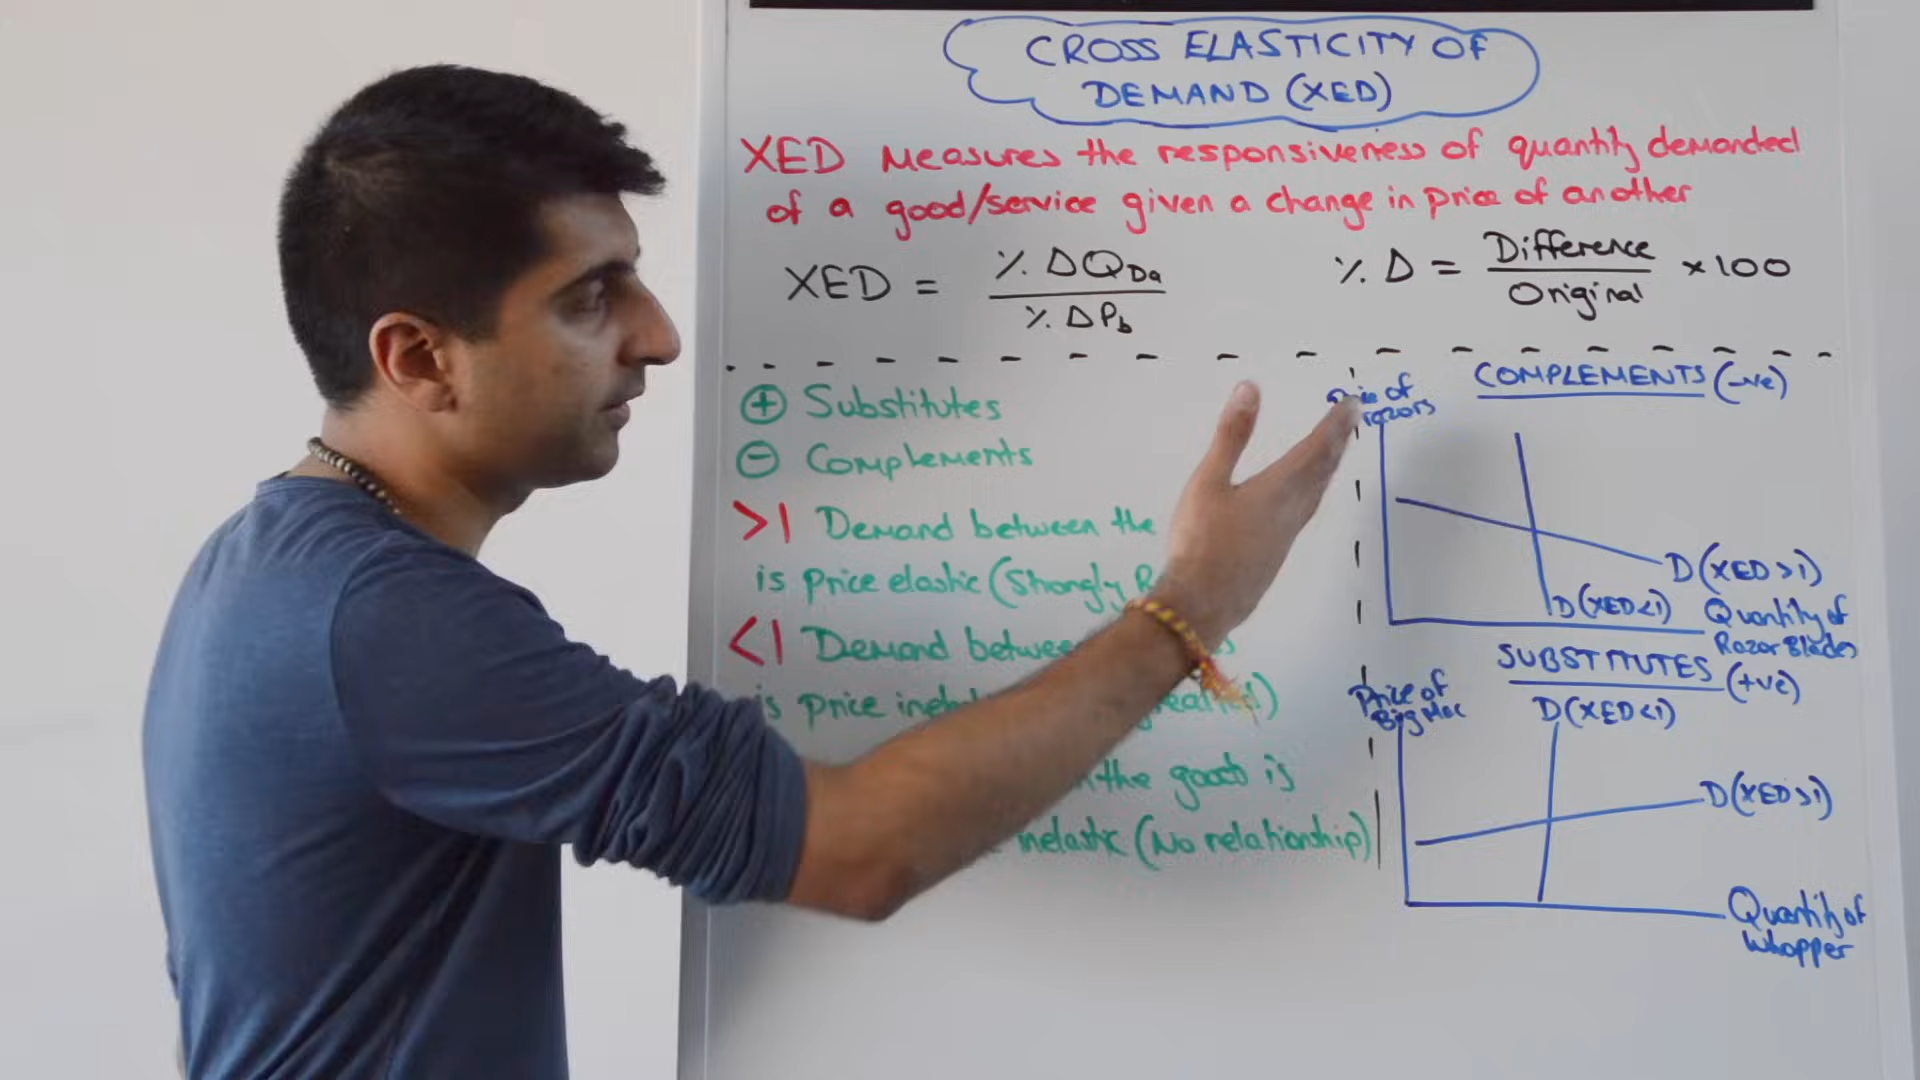 CROSS ELASTICITY OF
DEMAND (XED)
XED Measures the responsiveness of quantity demanded
of a good/service given a change in price of another
XED = %ΔQDa / %ΔPb
%Δ = Difference / Original × 100
+ Substitutes
- Complements
>1 Demand between the
is price elastic (Strongly R
<1 Demand betwee
is price inel
the goods is
inelastic (No relationship)
COMPLEMENTS (-ve)
Price of
razors
D(XED>1)
D(XED<1)
Quantity of
Razor Blades
SUBSTITUTES (+ve)
Price of
Big Mac
D(XED<1)
D(XED>1)
Quantity of
Whopper